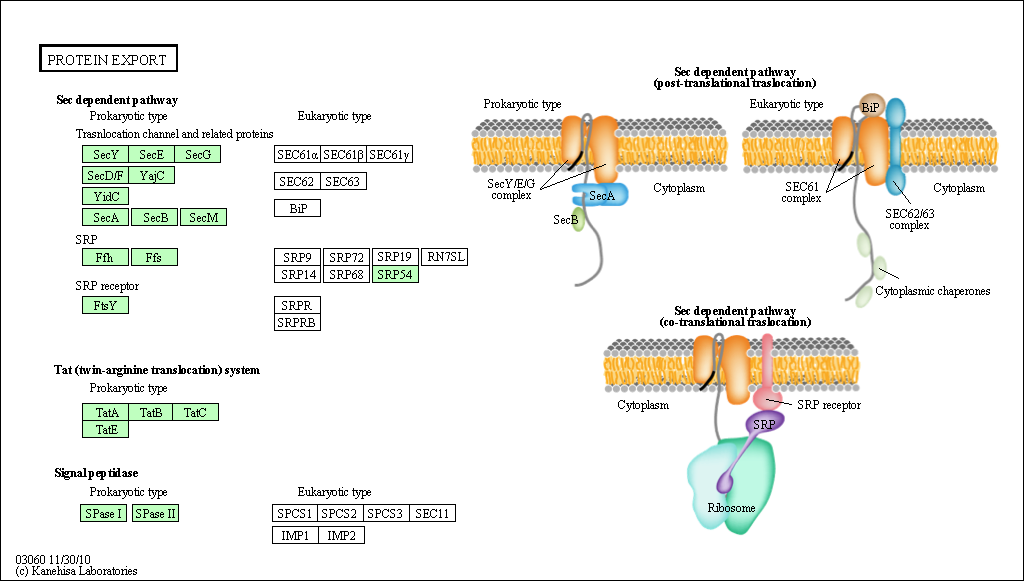 PROTEIN EXPORT
Sec dependent pathway
Prokaryotic type
Eukaryotic type
Trasnlocation channel and related proteins
SecY SecE SecG
SEC61α SEC61β SEC61γ
SecD/F YajC
SEC62 SEC63
YidC
BiP
SecA SecB SecM
SRP
Ffh Ffs
SRP9 SRP72 SRP19 RN7SL
SRP14 SRP68 SRP54
SRP receptor
FtsY
SRPR
SRPRB
Tat (twin-arginine translocation) system
Prokaryotic type
TatA TatB TatC
TatE
Signal peptidase
Prokaryotic type
Eukaryotic type
SPase I SPase II
SPCS1 SPCS2 SPCS3 SEC11
IMP1 IMP2
03060 11/30/10
(c) Kanehisa Laboratories
Sec dependent pathway
(post-translational traslocation)
Prokaryotic type
SecY/E/G
complex
SecA
SecB
Cytoplasm
Eukaryotic type
BiP
SEC61
complex
Cytoplasm
SEC62/63
complex
Cytoplasmic chaperones
Sec dependent pathway
(co-translational traslocation)
Cytoplasm
SRP receptor
SRP
Ribosome